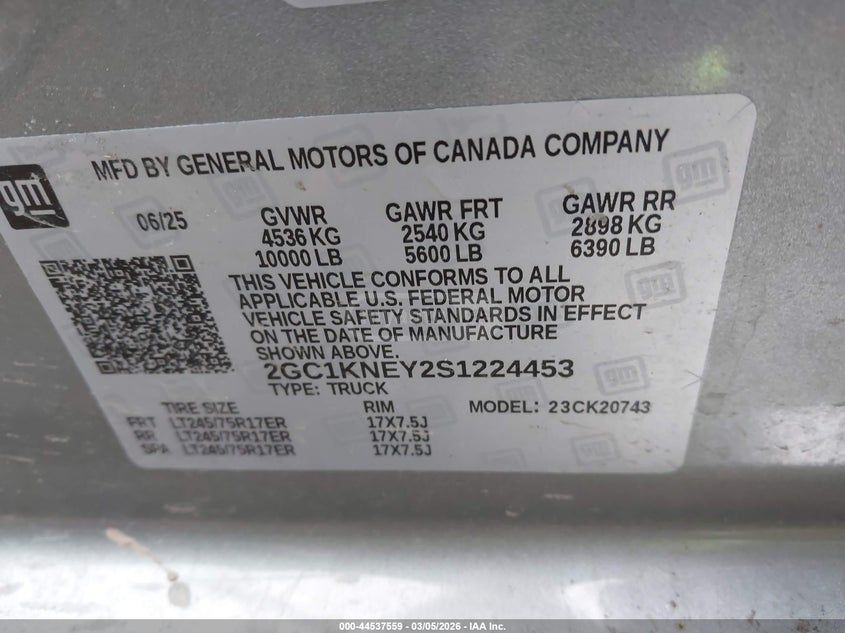 gm
MFD BY GENERAL MOTORS OF CANADA COMPANY
06/25 GVWR GAWR FRT GAWR RR
4536 KG 2540 KG 2898 KG
10000 LB 5600 LB 6390 LB
THIS VEHICLE CONFORMS TO ALL
APPLICABLE U.S. FEDERAL MOTOR
VEHICLE SAFETY STANDARDS IN EFFECT
ON THE DATE OF MANUFACTURE
SHOWN ABOVE.
2GC1KNEY2S1224453
TYPE: TRUCK
TIRE SIZE RIM MODEL: 23CK20743
FRT LT245/75R17ER 17X7.5J
RR LT245/75R17ER 17X7.5J
SPA LT245/75R17ER 17X7.5J
000-44537559 — 03/05/2026 — IAA Inc.